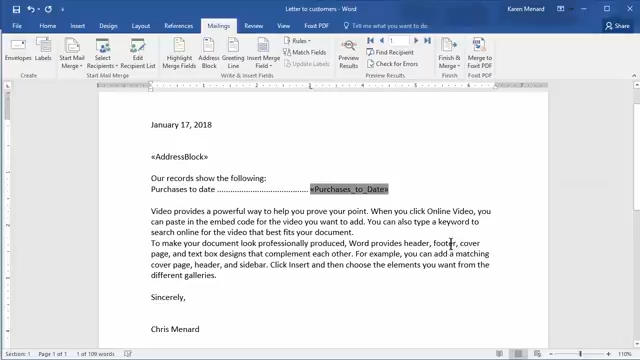 Letter to customers - Word
Karen Menard
File Home Insert Design Layout References Mailings Review View Foxit PDF Tell me what you want to do
Share
Envelopes Labels
Create
Start Mail Merge Select Recipients Edit Recipient List
Start Mail Merge
Highlight Merge Fields Address Block Greeting Line Insert Merge Field
Rules
Match Fields
Update Labels
Write & Insert Fields
Preview Results
1
Find Recipient
Check for Errors
Preview Results
Finish & Merge
Finish
Merge to Foxit PDF
Foxit PDF
January 17, 2018
«AddressBlock»
Our records show the following:
Purchases to date ....................................... «Purchases_to_Date»
Video provides a powerful way to help you prove your point. When you click Online Video, you
can paste in the embed code for the video you want to add. You can also type a keyword to
search online for the video that best fits your document.
To make your document look professionally produced, Word provides header, footer, cover
page, and text box designs that complement each other. For example, you can add a matching
cover page, header, and sidebar. Click Insert and then choose the elements you want from the
different galleries.
Sincerely,
Chris Menard
Section: 1 Page 1 of 1 109 words
110%